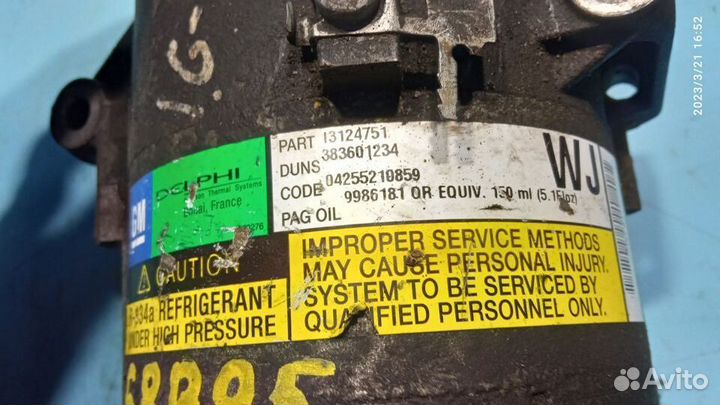 2023/3/21 16:52
I.G-
PART 13124751
DUNS 383601234
CODE 04255210859
9986181 OR EQUIV. 150 ml (5.1Floz)
PAG OIL
WJ
DELPHI
Thermal Systems
France
GM
CAUTION
REFRIGERANT
UNDER HIGH PRESSURE
IMPROPER SERVICE METHODS
MAY CAUSE PERSONAL INJURY.
SYSTEM TO BE SERVICED BY
QUALIFIED PERSONNEL ONLY.
Avito